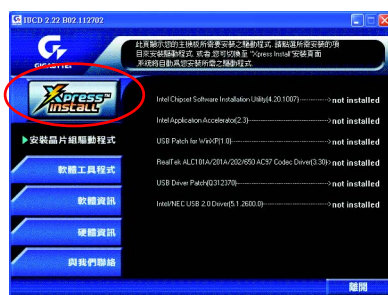 IUCD 2.22 B02.112702
GIGABYTE
此頁顯示您的主機板所需要安裝之驅動程式. 請點選所需安裝的項
目來安裝驅動程式. 或者 您可切換至 "Xpress Install" 安裝頁面
,系統將自動為您安裝所需之驅動程式.
Xpress™
INSTALL
Intel Chipset Software Installation Utility(4.20.1007)------------>not installed
Intel Application Accelerator(2.3)------------>not installed
安裝晶片組驅動程式
USB Patch for WinXP(1.0)------------>not installed
RealTek ALC101A/201A/202/650 AC97 Codec Driver(3.30)->not installed
軟體工具程式
USB Driver Patch(Q312370)------------>not installed
軟體資訊
Intel/NEC USB 2.0 Driver(5.1.2600.0)------------>not installed
硬體資訊
與我們聯絡
離開